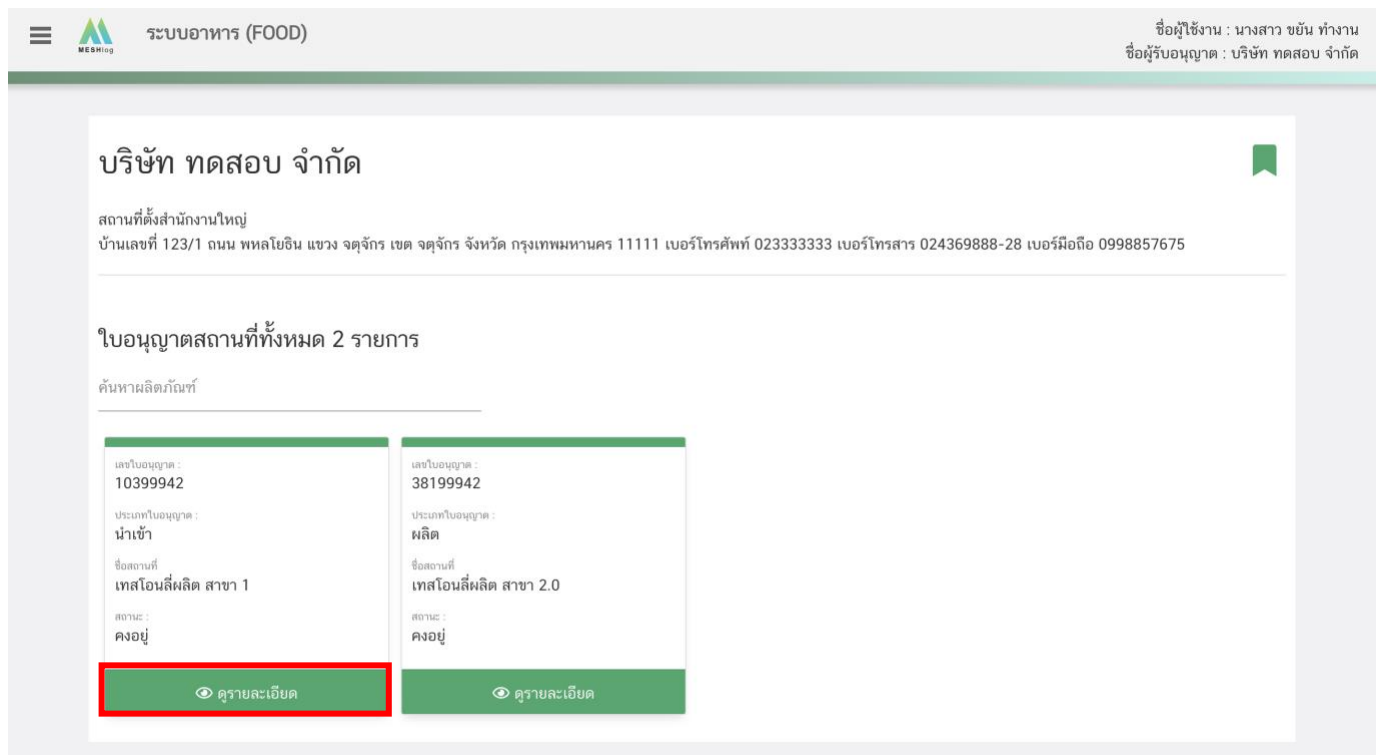 ระบบอาหาร (FOOD)
MESHlog
ชื่อผู้ใช้งาน : นางสาว ขยัน ทำงาน
ชื่อผู้รับอนุญาต : บริษัท ทดสอบ จำกัด
บริษัท ทดสอบ จำกัด
สถานที่ตั้งสำนักงานใหญ่
บ้านเลขที่ 123/1 ถนน พหลโยธิน แขวง จตุจักร เขต จตุจักร จังหวัด กรุงเทพมหานคร 11111 เบอร์โทรศัพท์ 023333333 เบอร์โทรสาร 024369888-28 เบอร์มือถือ 0998857675
ใบอนุญาตสถานที่ทั้งหมด 2 รายการ
ค้นหาผลิตภัณฑ์
เลขใบอนุญาต :
10399942
ประเภทใบอนุญาต :
นำเข้า
ชื่อสถานที่
เทสโอนลี่ผลิต สาขา 1
สถานะ :
คงอยู่
ดูรายละเอียด
เลขใบอนุญาต :
38199942
ประเภทใบอนุญาต :
ผลิต
ชื่อสถานที่
เทสโอนลี่ผลิต สาขา 2.0
สถานะ :
คงอยู่
ดูรายละเอียด